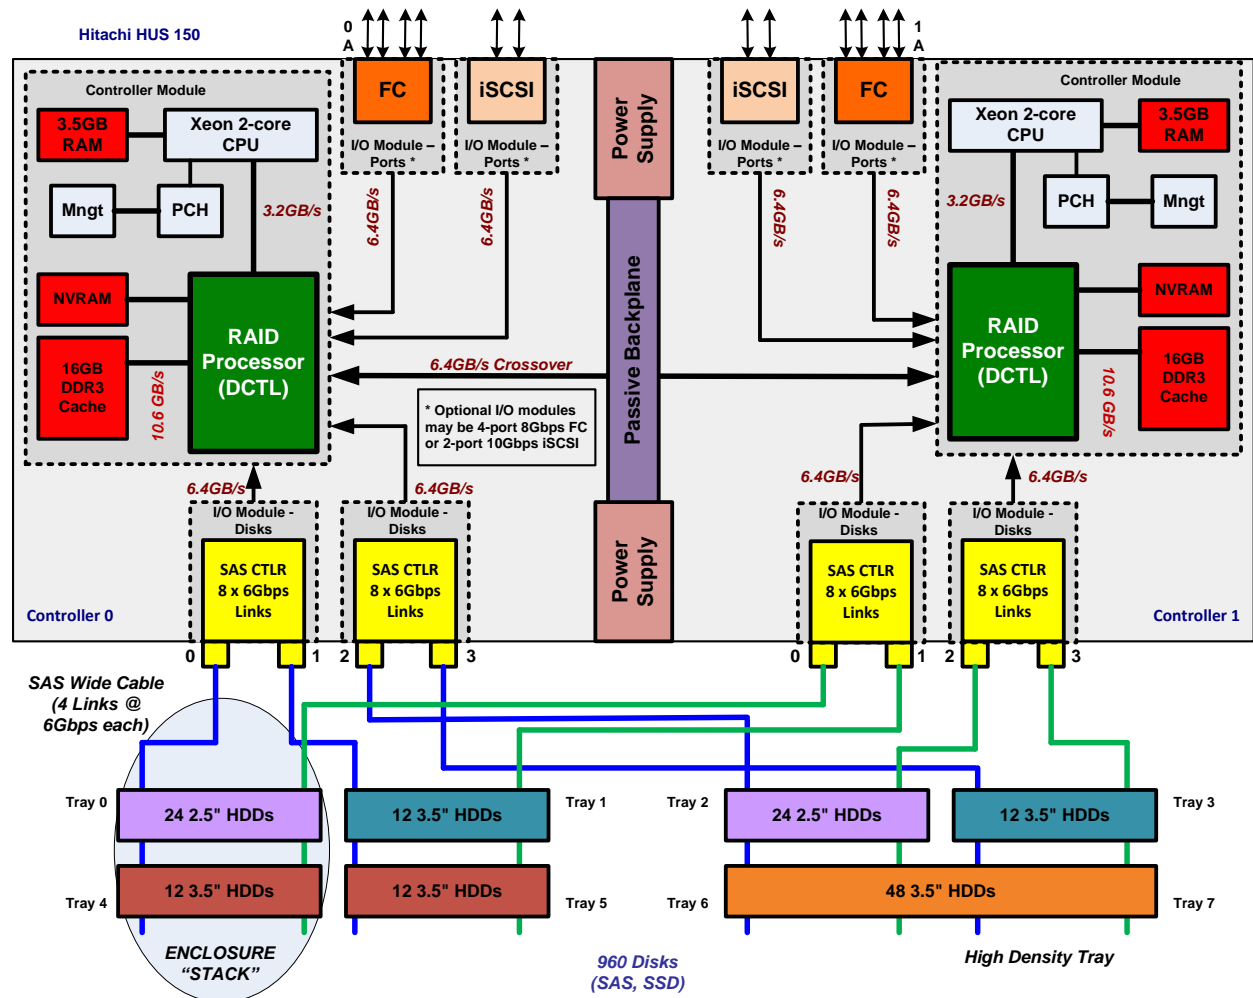 Hitachi HUS 150
0
A
1
A
Controller Module
3.5GB
RAM
Xeon 2-core
CPU
Mngt
PCH
3.2GB/s
NVRAM
16GB
DDR3
Cache
10.6 GB/s
RAID
Processor
(DCTL)
FC
I/O Module –
Ports *
6.4GB/s
iSCSI
I/O Module –
Ports *
6.4GB/s
Power
Supply
Passive Backplane
Power
Supply
iSCSI
I/O Module –
Ports *
6.4GB/s
FC
I/O Module –
Ports *
6.4GB/s
Controller Module
Xeon 2-core
CPU
3.5GB
RAM
PCH
Mngt
3.2GB/s
NVRAM
RAID
Processor
(DCTL)
16GB
DDR3
Cache
10.6 GB/s
6.4GB/s Crossover
* Optional I/O modules
may be 4-port 8Gbps FC
or 2-port 10Gbps iSCSI
6.4GB/s
6.4GB/s
6.4GB/s
6.4GB/s
I/O Module -
Disks
SAS CTLR
8 x 6Gbps
Links
I/O Module -
Disks
SAS CTLR
8 x 6Gbps
Links
I/O Module -
Disks
SAS CTLR
8 x 6Gbps
Links
I/O Module -
Disks
SAS CTLR
8 x 6Gbps
Links
Controller 0
Controller 1
0
1
2
3
0
1
2
3
SAS Wide Cable
(4 Links @
6Gbps each)
Tray 0
24 2.5" HDDs
12 3.5" HDDs
Tray 1
Tray 2
24 2.5" HDDs
12 3.5" HDDs
Tray 3
Tray 4
12 3.5" HDDs
12 3.5" HDDs
Tray 5
Tray 6
48 3.5" HDDs
Tray 7
ENCLOSURE
“STACK”
960 Disks
(SAS, SSD)
High Density Tray